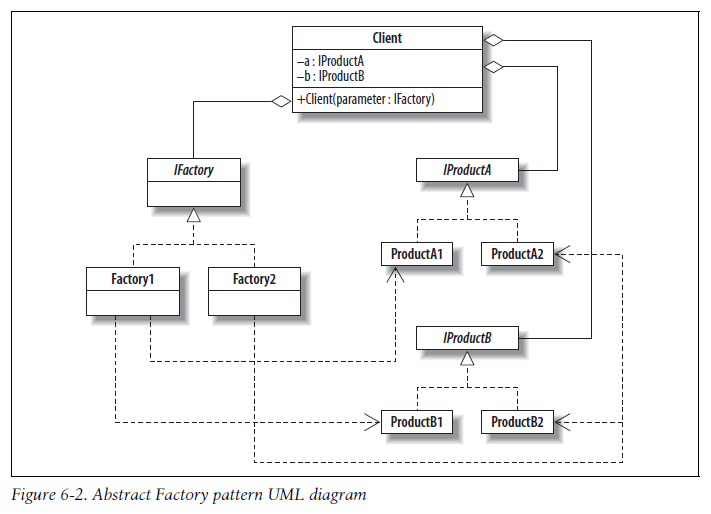 Client
–a : IProductA
–b : IProductB
+Client(parameter : IFactory)
IFactory
IProductA
ProductA1
ProductA2
Factory1
Factory2
IProductB
ProductB1
ProductB2
Figure 6-2. Abstract Factory pattern UML diagram